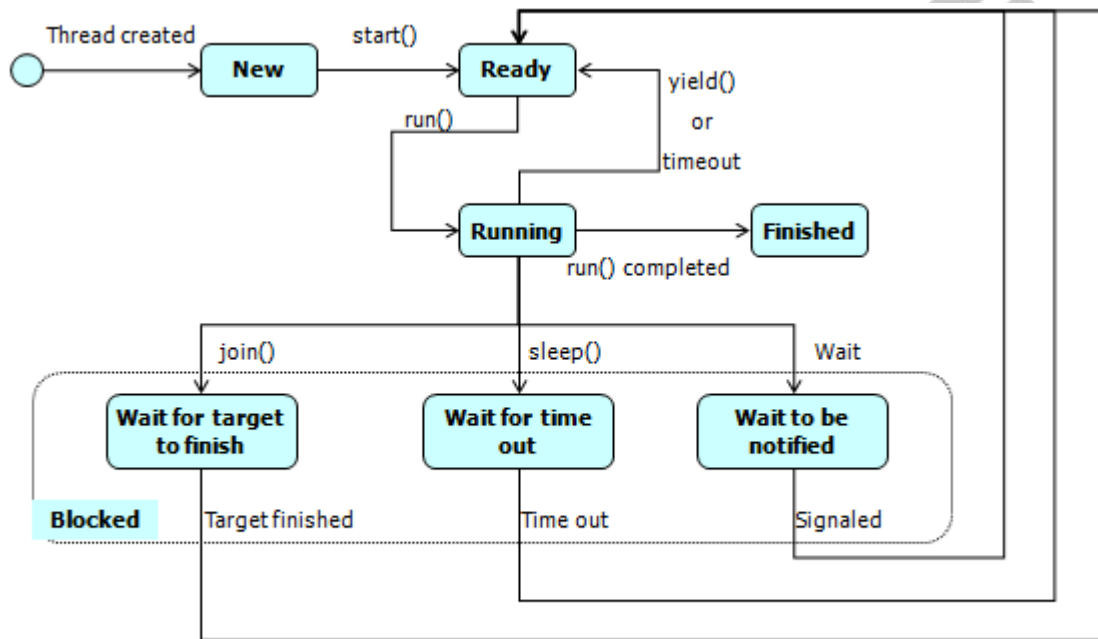 Thread created
start()
New
Ready
yield()
run()
or
timeout
Running
Finished
run() completed
join()
sleep()
Wait
Wait for target
to finish
Wait for time
out
Wait to be
notified
Blocked
Target finished
Time out
Signaled